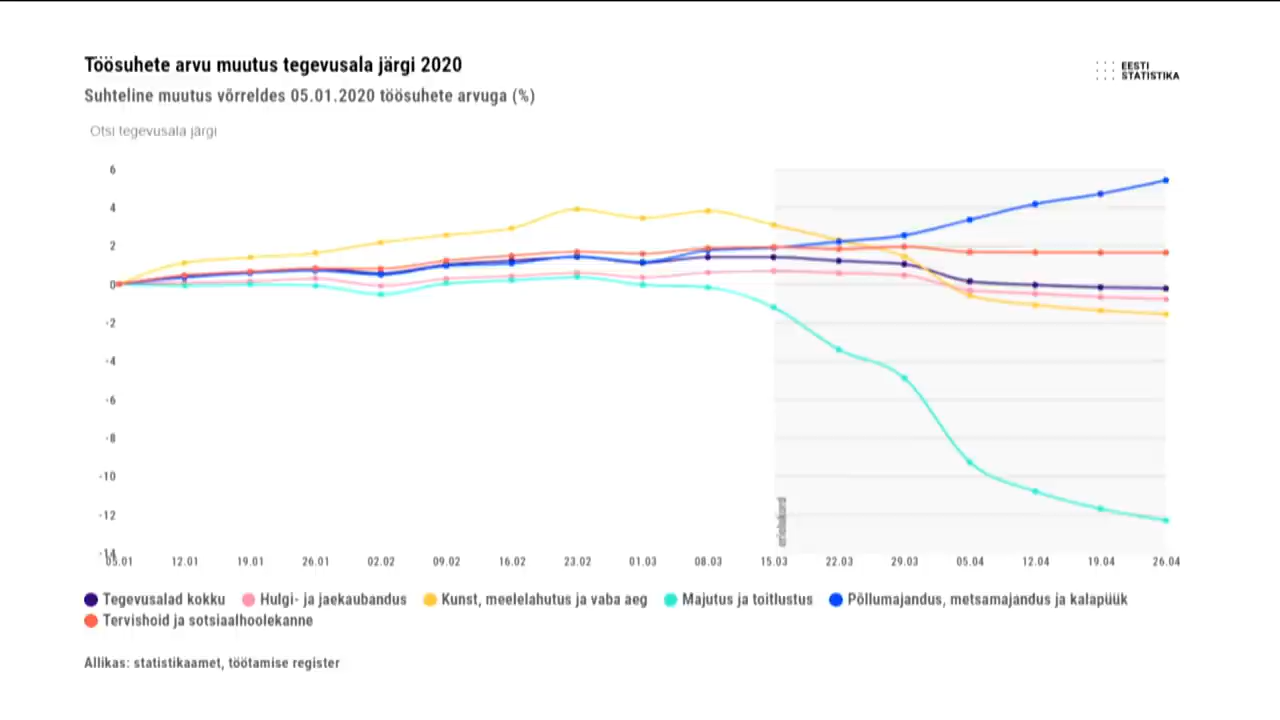 Töösuhete arvu muutus tegevusala järgi 2020
EESTI
STATISTIKA
Suhteline muutus võrreldes 05.01.2020 töösuhete arvuga (%)
Otsi tegevusala järgi
6
4
2
0
-2
-4
-6
-8
-10
-12
-14
eriolukord
05.01 12.01 19.01 26.01 02.02 09.02 16.02 23.02 01.03 08.03 15.03 22.03 29.03 05.04 12.04 19.04 26.04
Tegevusalad kokku Hulgi- ja jaekaubandus Kunst, meelelahutus ja vaba aeg Majutus ja toitlustus Põllumajandus, metsamajandus ja kalapüük
Tervishoid ja sotsiaalhoolekanne
Allikas: statistikaamet, töötamise register